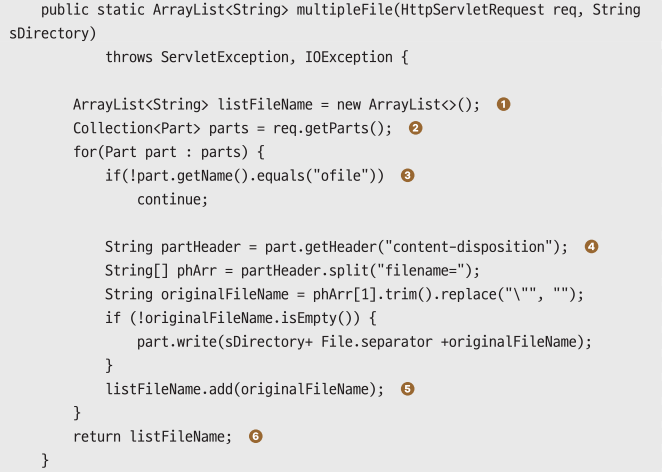 public static ArrayList<String> multipleFile(HttpServletRequest req, String
sDirectory)
throws ServletException, IOException {
ArrayList<String> listFileName = new ArrayList<>(); ❶
Collection<Part> parts = req.getParts(); ❷
for(Part part : parts) {
if(!part.getName().equals("ofile")) ❸
continue;
String partHeader = part.getHeader("content-disposition"); ❹
String[] phArr = partHeader.split("filename=");
String originalFileName = phArr[1].trim().replace("\"", "");
if (!originalFileName.isEmpty()) {
part.write(sDirectory+ File.separator +originalFileName);
}
listFileName.add(originalFileName); ❺
}
return listFileName; ❻
}